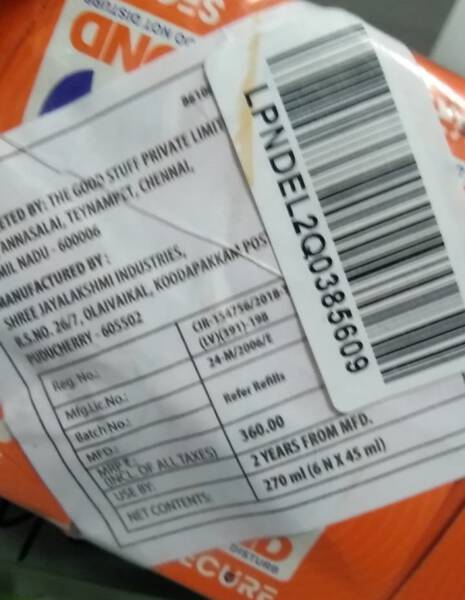 DO NOT DISTURB
OND
ETED BY: THE GOOD STUFF PRIVATE LIMIT
ANNASALAI, TEYNAMPET, CHENNAI,
MIL NADU - 600006
MANUFACTURED BY :
SHREE JAYALAKSHMI INDUSTRIES,
R.S.NO. 26/7, OLAIVAIKAL, KOODAPAKKAM POS
PUDUCHERRY - 605502
Reg. No.:
CIR-154756/2018-
(LV)(391)-198
Mfg.Lic.No.:
24-M/2006/E
Batch No.:
MFD.:
Refer Refills
MRP ₹.
(INCL. OF ALL TAXES)
360.00
USE BY:
2 YEARS FROM MFD.
NET CONTENTS:
270 ml (6 N X 45 ml)
LPNDEL2Q0385609
DISTURB
ECURE